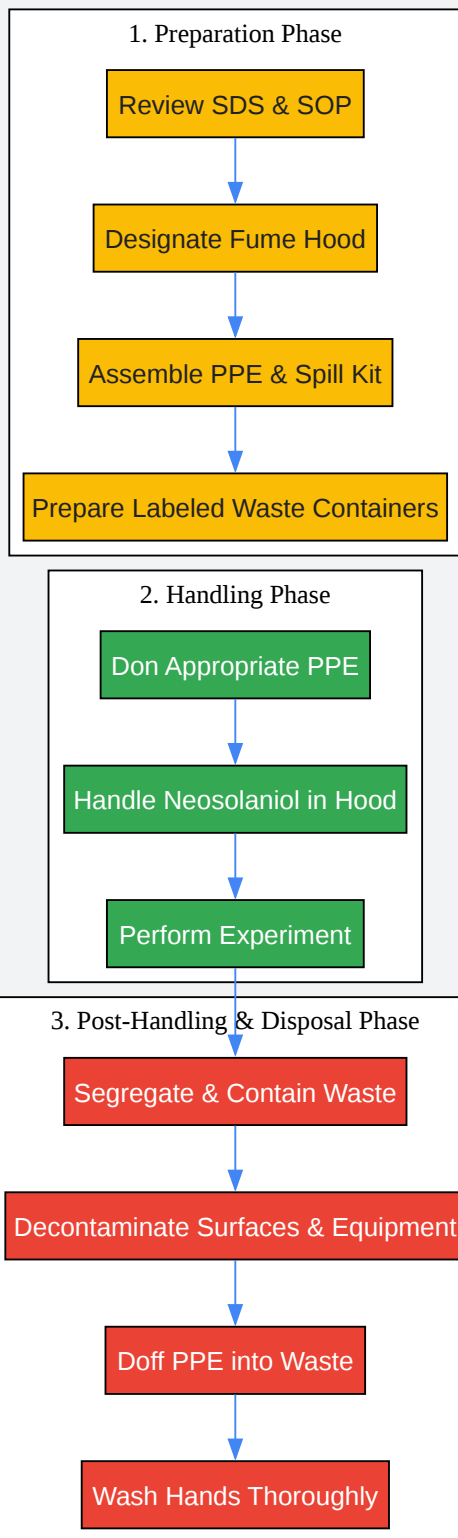 1. Preparation Phase
Review SDS & SOP
Designate Fume Hood
Assemble PPE & Spill Kit
Prepare Labeled Waste Containers
2. Handling Phase
Don Appropriate PPE
Handle Neosolaniol in Hood
Perform Experiment
3. Post-Handling & Disposal Phase
Segregate & Contain Waste
Decontaminate Surfaces & Equipment
Doff PPE into Waste
Wash Hands Thoroughly